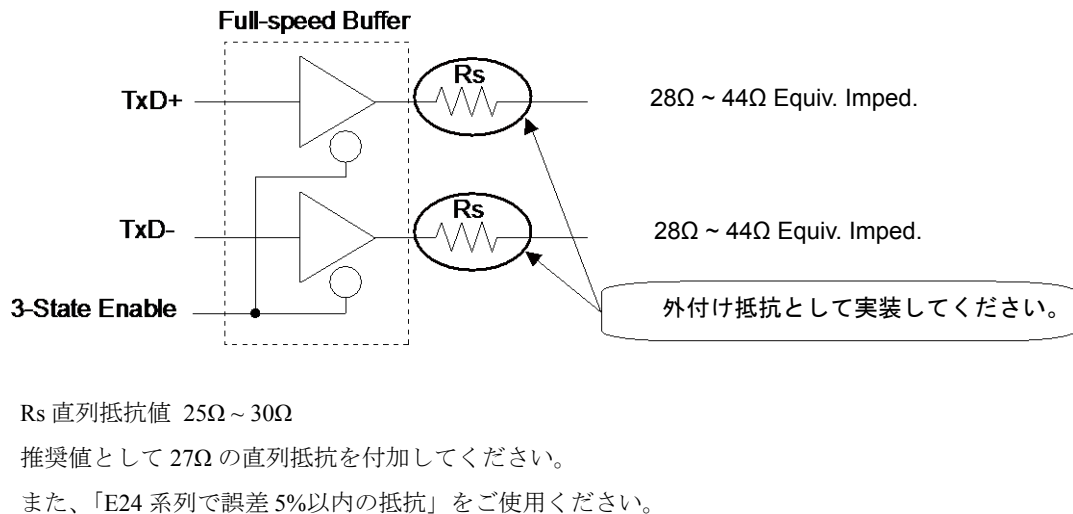 Full-speed Buffer
Rs
TxD+
28Ω ~ 44Ω Equiv. Imped.
Rs
TxD-
28Ω ~ 44Ω Equiv. Imped.
3-State Enable
外付け抵抗として実装してください。
Rs 直列抵抗値 25Ω ~ 30Ω
推奨値として 27Ω の直列抵抗を付加してください。
また、「E24 系列で誤差 5%以内の抵抗」をご使用ください。